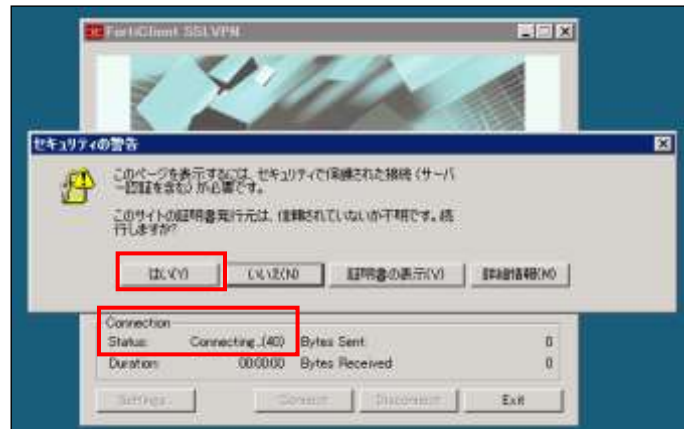 FortiClient SSLVPN
セキュリティの警告
このページを表示するには、セキュリティで保護された接続 (サーバ
ー認証を含む) が必要です。
このサイトの証明書発行元は、信頼されていないか不明です。続
行しますか?
はい(Y) いいえ(N) 証明書の表示(V) 詳細情報(M)
Connection
Status: Connecting..(40) Bytes Sent: 0
Duration: 00:00:00 Bytes Received 0
Settings... Connect Disconnect Exit